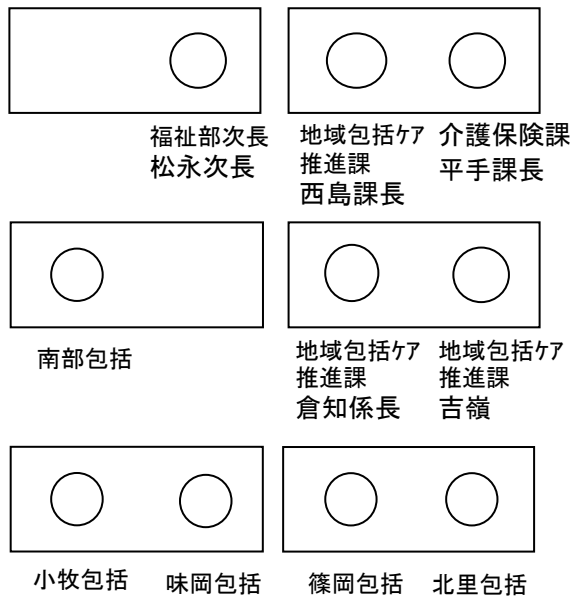 福祉部次長
松永次長
地域包括ケア
推進課
西島課長
介護保険課
平手課長
南部包括
地域包括ケア
推進課
倉知係長
地域包括ケア
推進課
吉嶺
小牧包括
味岡包括
篠岡包括
北里包括